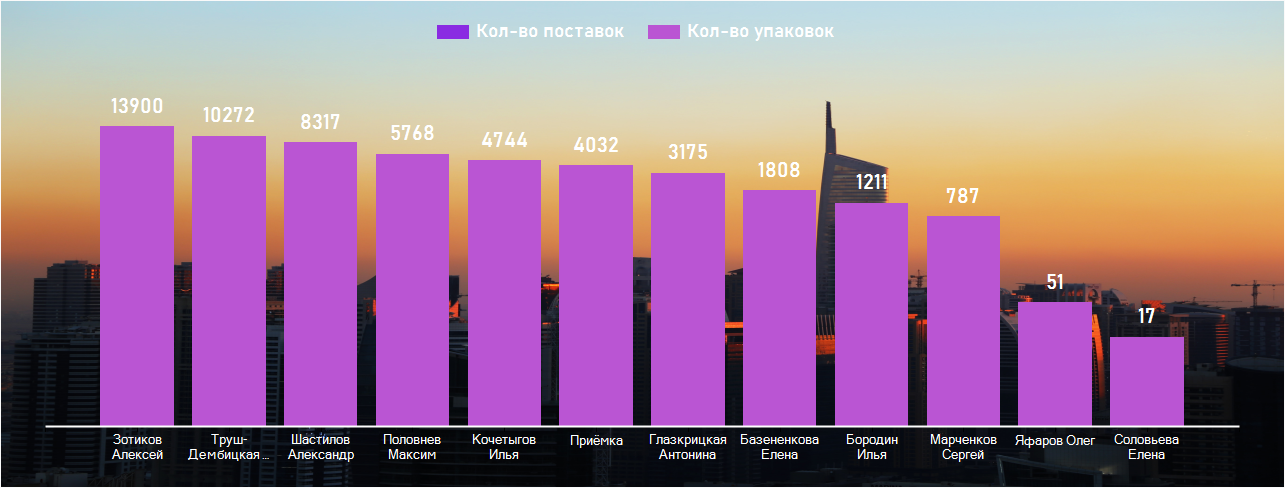 Кол-во поставок Кол-во упаковок
13900 10272 8317 5768 4744 4032 3175 1808 1211 787 51 17
Зотиков Алексей
Труш-Дембицкая ...
Шастилов Александр
Половнев Максим
Кочетыгов Илья
Приёмка
Глазкрицкая Антонина
Базененкова Елена
Бородин Илья
Марченков Сергей
Яфаров Олег
Соловьева Елена